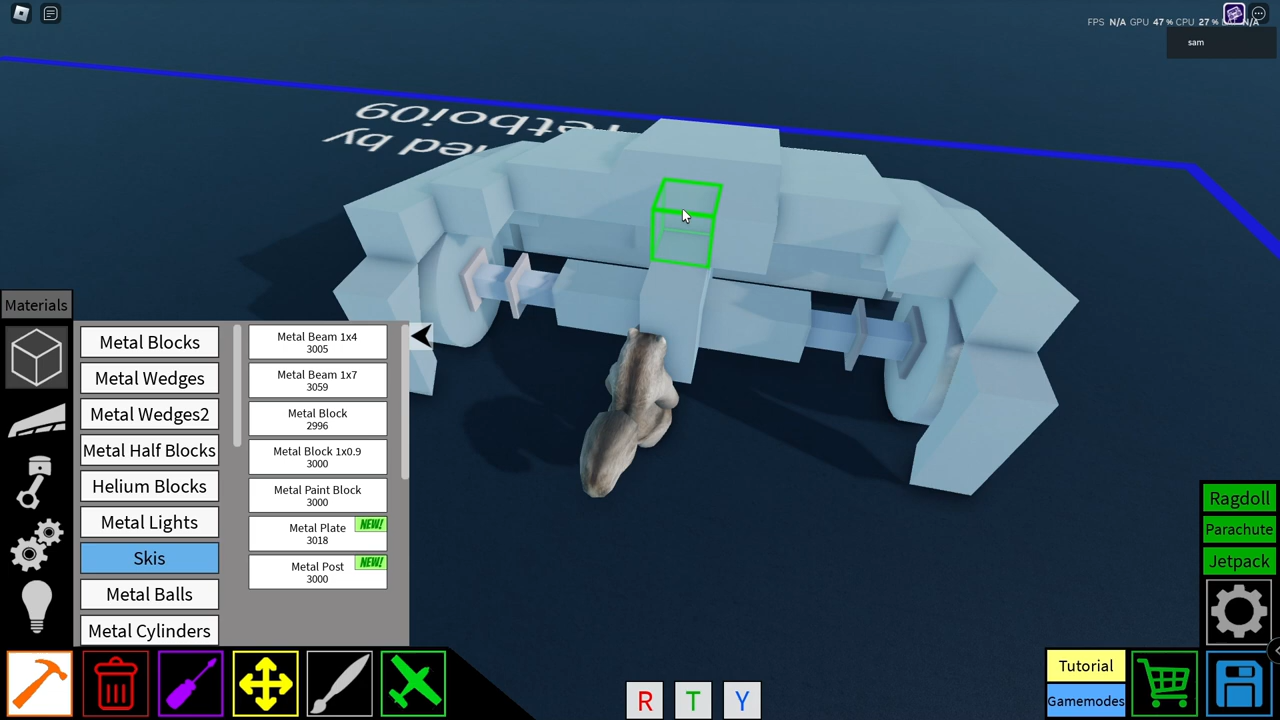 FPS N/A GPU 47 % CPU 27 % N/A
sam
Materials
Metal Blocks
Metal Wedges
Metal Wedges2
Metal Half Blocks
Helium Blocks
Metal Lights
Skis
Metal Balls
Metal Cylinders
Metal Beam 1x4
3005
Metal Beam 1x7
3059
Metal Block
2996
Metal Block 1x0.9
3000
Metal Paint Block
3000
Metal Plate
3018
NEW!
Metal Post
3000
NEW!
Ragdoll
Parachute
Jetpack
Tutorial
Gamemodes
R T Y